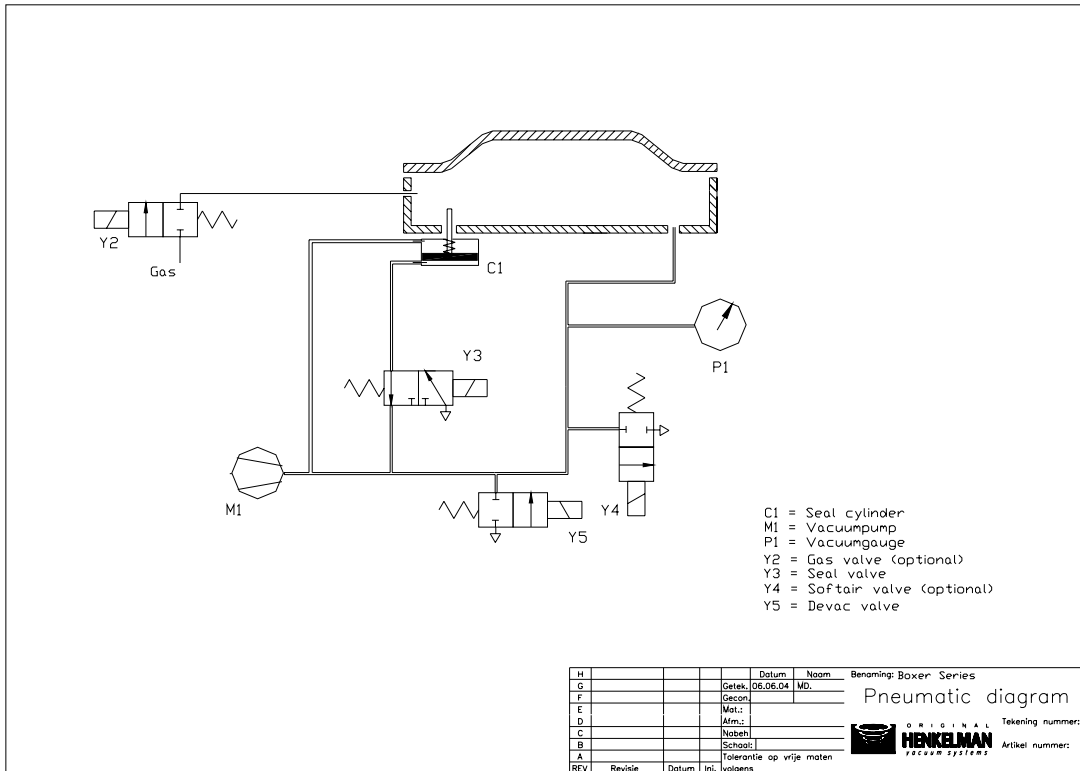 Y2
Gas
C1
Y3
P1
M1
Y4
Y5
C1 = Seal cylinder
M1 = Vacuumpump
P1 = Vacuumgauge
Y2 = Gas valve (optional)
Y3 = Seal valve
Y4 = Softair valve (optional)
Y5 = Devac valve
H Datum Naam Benaming: Boxer Series
G Getek. 06.06.04 MD.
F Gecon.
Pneumatic diagram
E Mat.:
D Afm.: Tekening nummer:
ORIGINAL
C Nabeh
HENKELMAN
B Schaal: Artikel nummer:
vacuum systems
A Tolerantie op vrije maten
REV Revisie Datum Ini. volgens